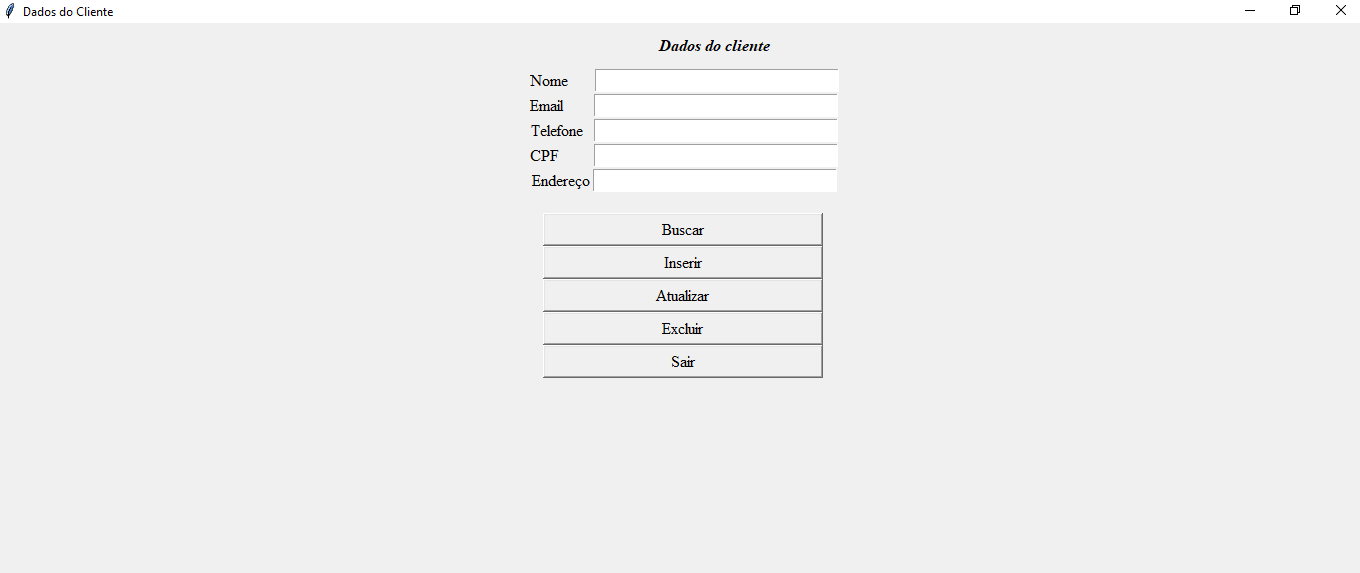 Dados do Cliente
Dados do cliente
Nome
Email
Telefone
CPF
Endereço
Buscar
Inserir
Atualizar
Excluir
Sair